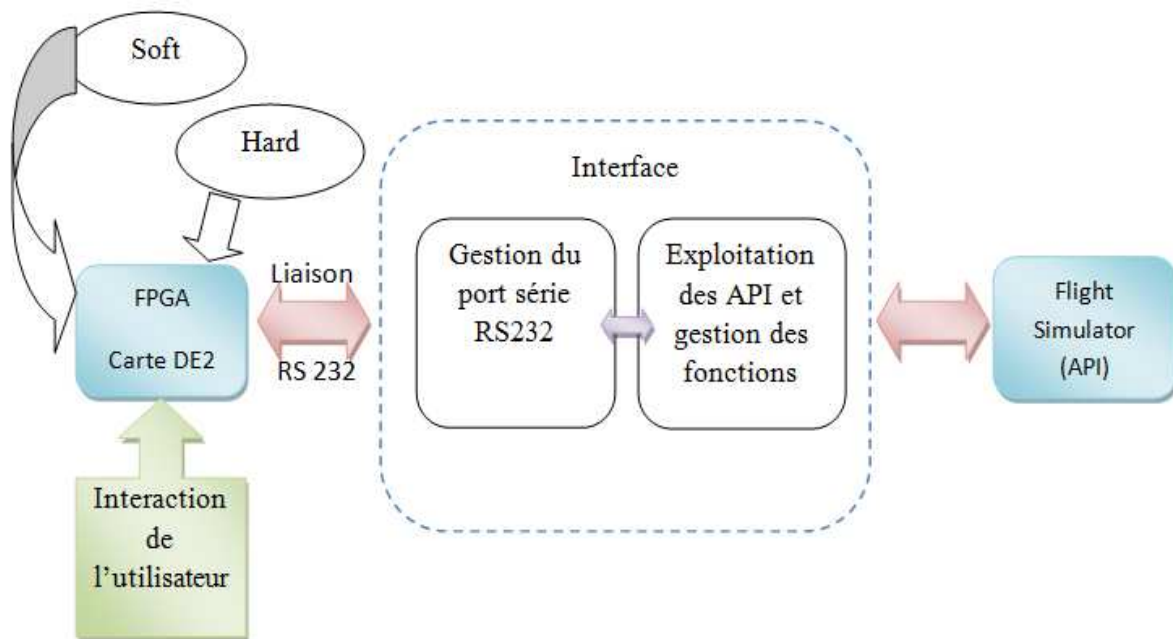 Soft
Hard
Interface
Gestion du
port série
RS232
Exploitation
des API et
gestion des
fonctions
FPGA
Carte DE2
Liaison
RS 232
Flight
Simulator
(API)
Interaction
de
l’utilisateur